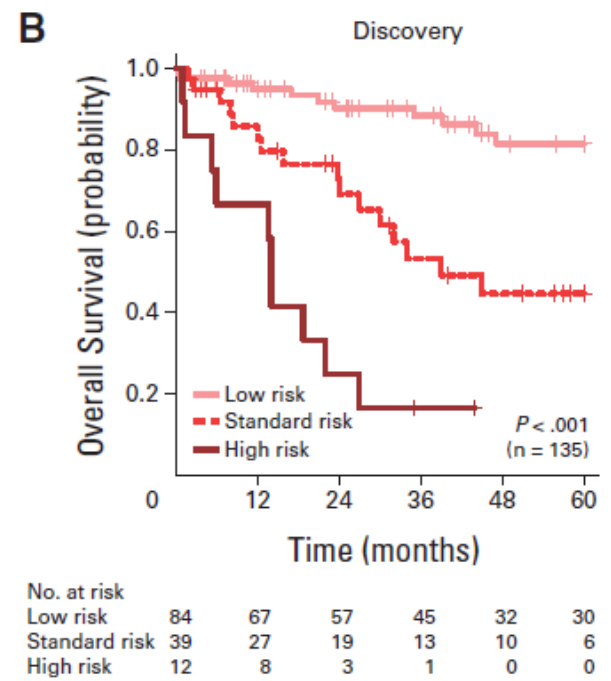 B
Discovery
Overall Survival (probability)
1.0
0.8
0.6
0.4
0.2
Low risk
Standard risk
High risk
P < .001
(n = 135)
0 12 24 36 48 60
Time (months)
No. at risk
Low risk 84 67 57 45 32 30
Standard risk 39 27 19 13 10 6
High risk 12 8 3 1 0 0